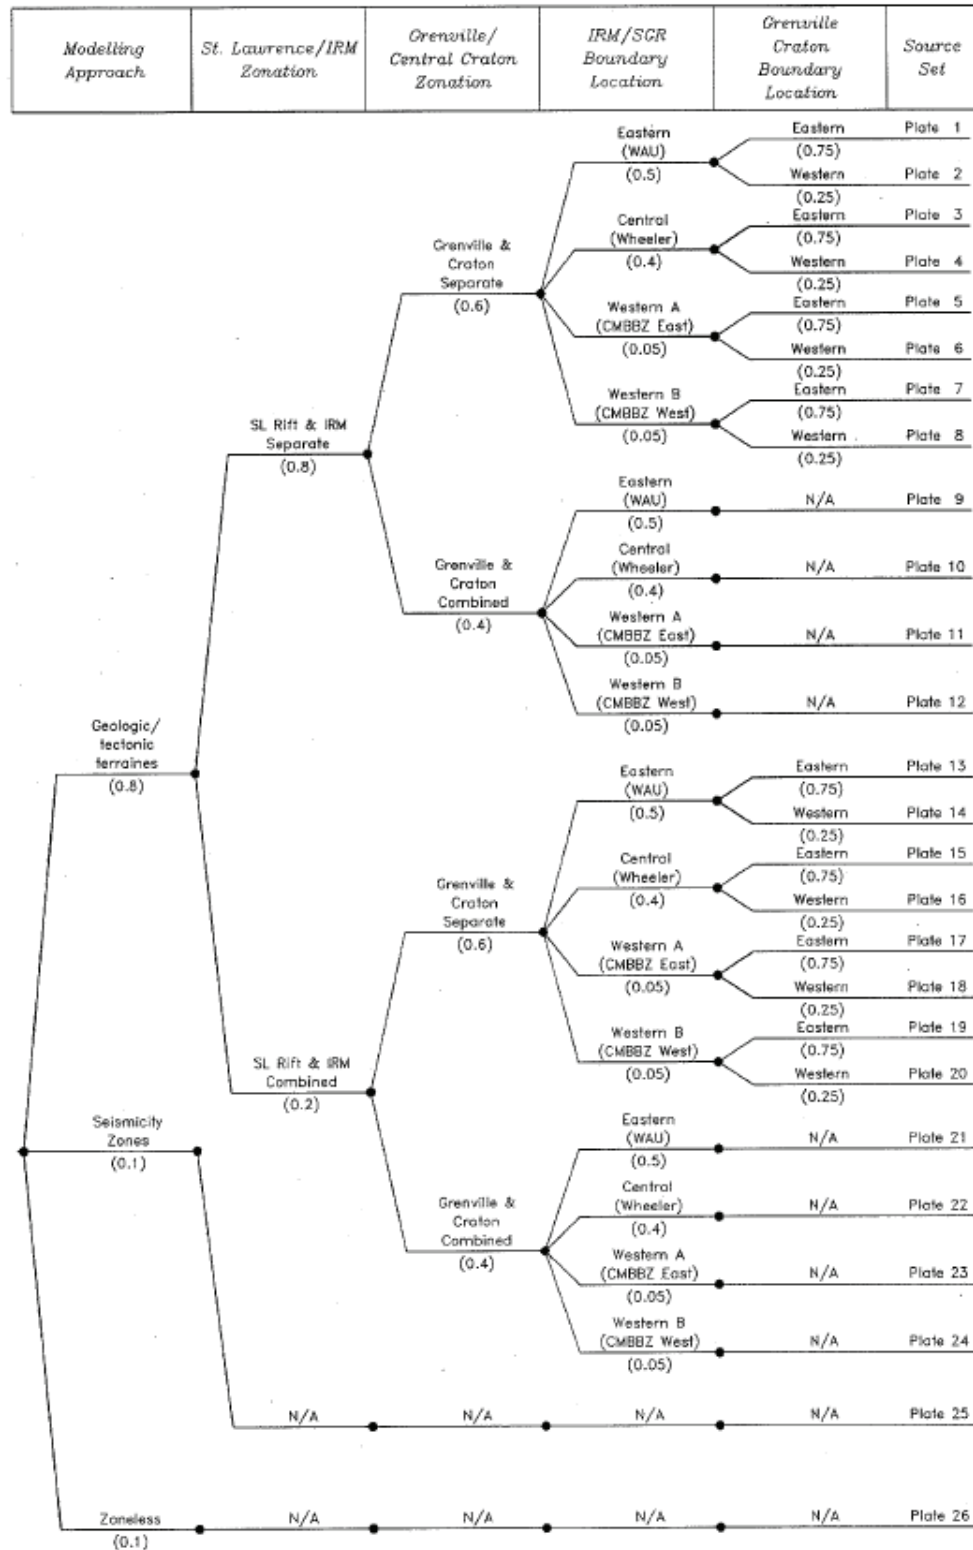 Modelling
Approach
St. Lawrence/IRM
Zonation
Grenville/
Central Craton
Zonation
IRM/SGR
Boundary
Location
Grenville
Craton
Boundary
Location
Source
Set
Geologic/
tectonic
terraines
(0.8)
SL Rift & IRM
Separate
(0.8)
Grenville &
Craton
Separate
(0.6)
Eastern
(WAU)
(0.5)
Eastern
(0.75)
Plate 1
Western
(0.25)
Plate 2
Central
(Wheeler)
(0.4)
Eastern
(0.75)
Plate 3
Western
(0.25)
Plate 4
Western A
(CMBBZ East)
(0.05)
Eastern
(0.75)
Plate 5
Western
(0.25)
Plate 6
Western B
(CMBBZ West)
(0.05)
Eastern
(0.75)
Plate 7
Western
(0.25)
Plate 8
Grenville &
Craton
Combined
(0.4)
Eastern
(WAU)
(0.5)
N/A
Plate 9
Central
(Wheeler)
(0.4)
N/A
Plate 10
Western A
(CMBBZ East)
(0.05)
N/A
Plate 11
Western B
(CMBBZ West)
(0.05)
N/A
Plate 12
SL Rift & IRM
Combined
(0.2)
Grenville &
Craton
Separate
(0.6)
Eastern
(WAU)
(0.5)
Eastern
(0.75)
Plate 13
Western
(0.25)
Plate 14
Central
(Wheeler)
(0.4)
Eastern
(0.75)
Plate 15
Western
(0.25)
Plate 16
Western A
(CMBBZ East)
(0.05)
Eastern
(0.75)
Plate 17
Western
(0.25)
Plate 18
Western B
(CMBBZ West)
(0.05)
Eastern
(0.75)
Plate 19
Western
(0.25)
Plate 20
Grenville &
Craton
Combined
(0.4)
Eastern
(WAU)
(0.5)
N/A
Plate 21
Central
(Wheeler)
(0.4)
N/A
Plate 22
Western A
(CMBBZ East)
(0.05)
N/A
Plate 23
Western B
(CMBBZ West)
(0.05)
N/A
Plate 24
Seismicity
Zones
(0.1)
N/A
N/A
N/A
N/A
Plate 25
Zoneless
(0.1)
N/A
N/A
N/A
N/A
Plate 26